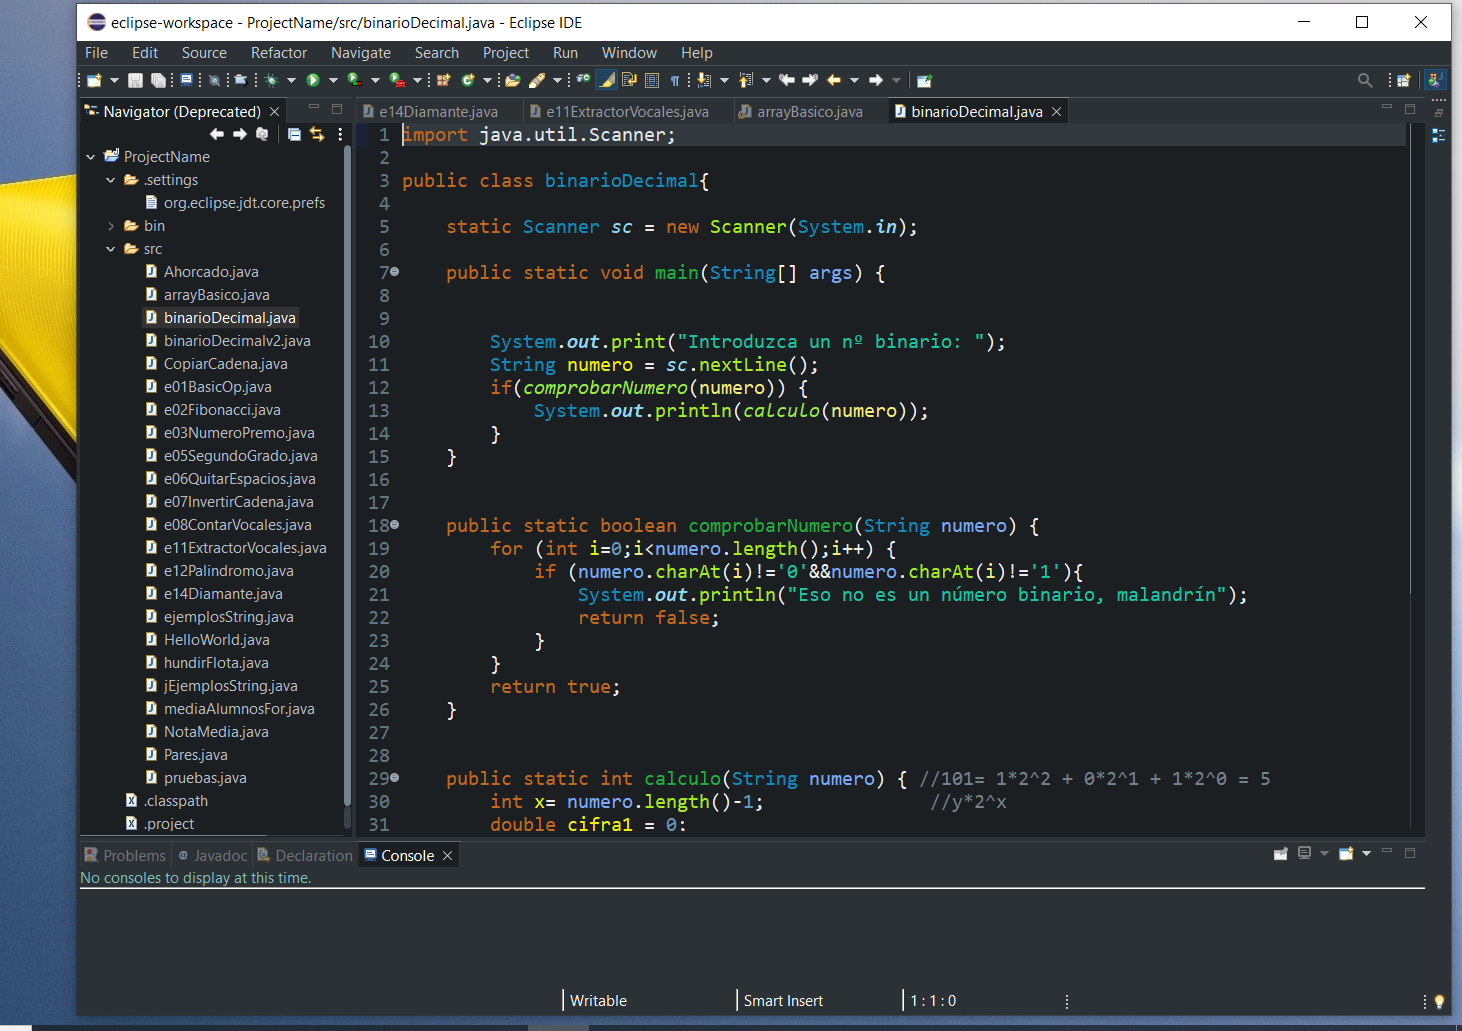 eclipse-workspace - ProjectName/src/binarioDecimal.java - Eclipse IDE
File Edit Source Refactor Navigate Search Project Run Window Help
Navigator (Deprecated)
e14Diamante.java e11ExtractorVocales.java arrayBasico.java binarioDecimal.java
ProjectName
.settings
org.eclipse.jdt.core.prefs
bin
src
Ahorcado.java
arrayBasico.java
binarioDecimal.java
binarioDecimalv2.java
CopiarCadena.java
e01BasicOp.java
e02Fibonacci.java
e03NumeroPremo.java
e05SegundoGrado.java
e06QuitarEspacios.java
e07InvertirCadena.java
e08ContarVocales.java
e11ExtractorVocales.java
e12Palindromo.java
e14Diamante.java
ejemplosString.java
HelloWorld.java
hundirFlota.java
jEjemplosString.java
mediaAlumnosFor.java
NotaMedia.java
Pares.java
pruebas.java
.classpath
.project
1 import java.util.Scanner;
2
3 public class binarioDecimal{
4
5 static Scanner sc = new Scanner(System.in);
6
7 public static void main(String[] args) {
8
9
10 System.out.print("Introduzca un nº binario: ");
11 String numero = sc.nextLine();
12 if(comprobarNumero(numero)) {
13 System.out.println(calculo(numero));
14 }
15 }
16
17
18 public static boolean comprobarNumero(String numero) {
19 for (int i=0;i<numero.length();i++) {
20 if (numero.charAt(i)!='0'&&numero.charAt(i)!='1'){
21 System.out.println("Eso no es un número binario, malandrín");
22 return false;
23 }
24 }
25 return true;
26 }
27
28
29 public static int calculo(String numero) { //101= 1*2^2 + 0*2^1 + 1*2^0 = 5
30 int x= numero.length()-1; //y*2^x
31 double cifra1 = 0;
Problems Javadoc Declaration Console
No consoles to display at this time.
Writable Smart Insert 1 : 1 : 0